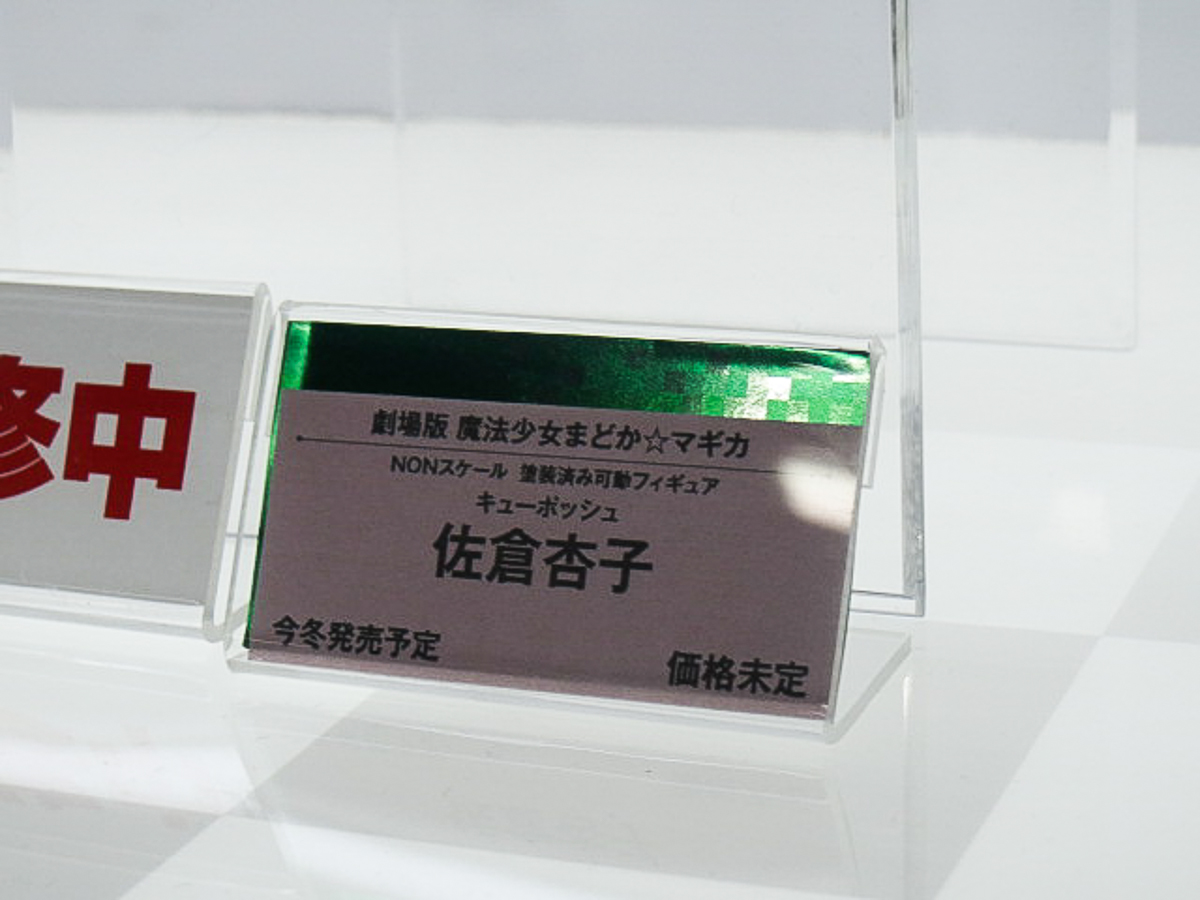 修中
劇場版 魔法少女まどか☆マギカ
NONスケール 塗装済み可動フィギュア
キューポッシュ
佐倉杏子
今冬発売予定
価格未定